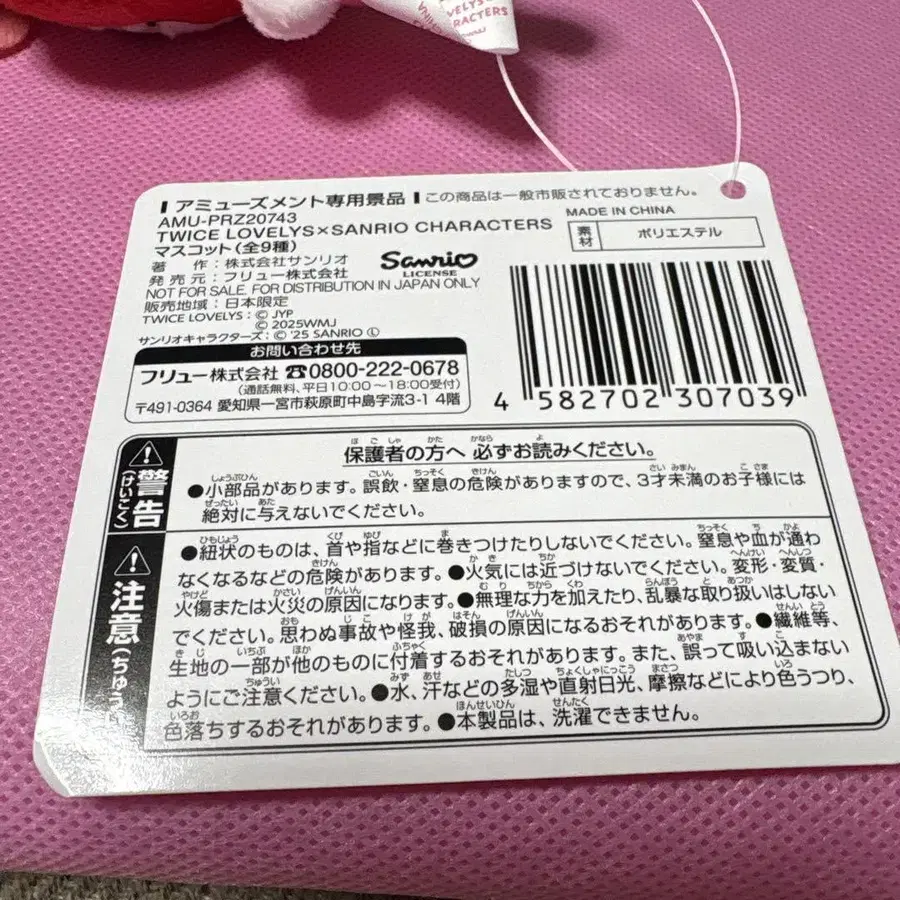 VELYS
RACTERS
アミューズメント専用景品
この商品は一般市販されておりません。
AMU-PRZ20743
MADE IN CHINA
TWICE LOVELYS×SANRIO CHARACTERS
素材
ポリエステル
マスコット(全9種)
著 作:株式会社サンリオ
発売元:フリュー株式会社
Sanrio
LICENSE
NOT FOR SALE. FOR DISTRIBUTION IN JAPAN ONLY
販売地域:日本限定
TWICE LOVELYS:Ⓒ JYP
Ⓒ 2025WMJ
サンリオキャラクターズ:Ⓒ '25 SANRIO Ⓛ
お問い合わせ先
フリュー株式会社 ☎0800-222-0678
(通話無料、平日10:00～18:00受付)
〒491-0364 愛知県一宮市萩原町中島字流3-1 4階
4 582702 307039
警告
(けいこく)
保護者の方へ 必ずお読みください。
●小部品があります。誤飲・窒息の危険がありますので、3才未満のお子様には
絶対に与えないでください。
注意
(ちゅう
●紐状のものは、首や指などに巻きつけたりしないでください。窒息や血が通わ
なくなるなどの危険があります。●火気には近づけないでください。変形・変質・
火傷または火災の原因になります。●無理な力を加えたり、乱暴な取り扱いはしない
でください。思わぬ事故や怪我、破損の原因になるおそれがあります。●繊維等、
生地の一部が他のものに付着するおそれがあります。また、誤って吸い込まない
ようにご注意ください。●水、汗などの多湿や直射日光、摩擦などにより色うつり、
色落ちするおそれがあります。●本製品は、洗濯できません。